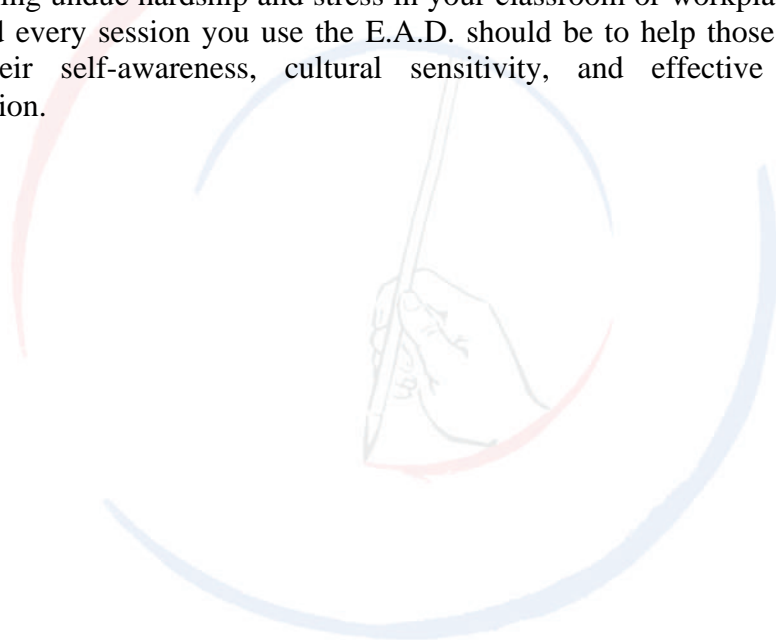 ing undue hardship and stress in your classroom or workpla
every session you use the E.A.D. should be to help those
eir self-awareness, cultural sensitivity, and effective
ion.